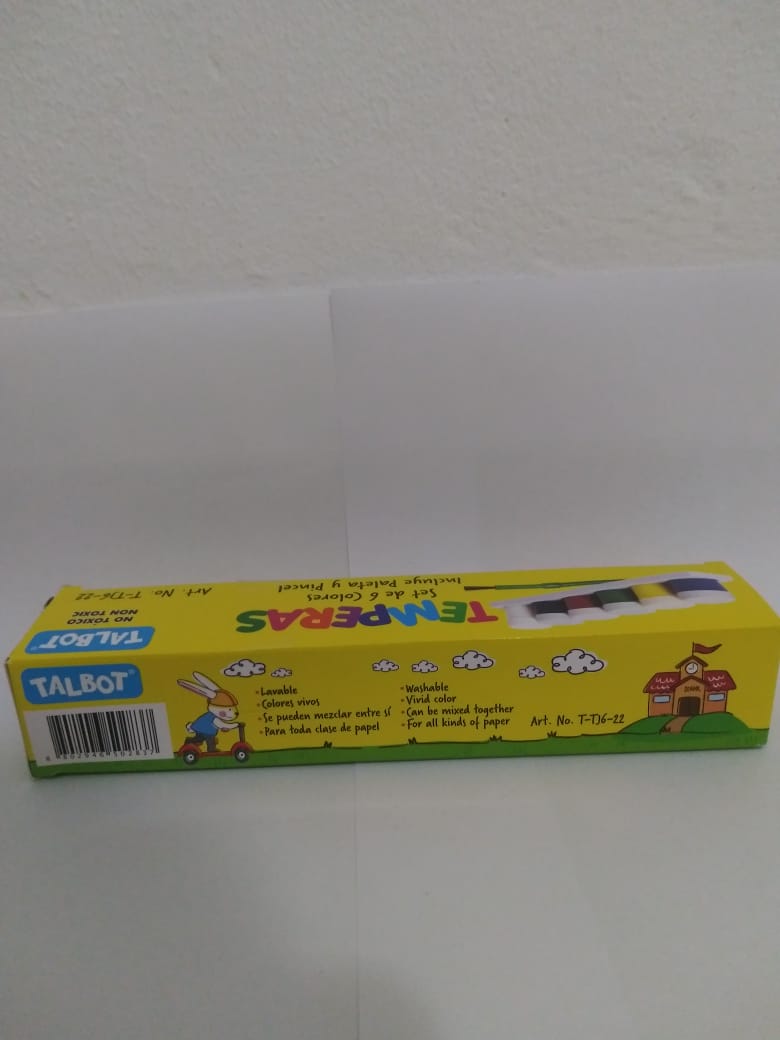 Art. No. T-TJ6-22
Incluye Paleta y Pincel
Set de 6 Colores
NO TOXICO
NON TOXIC
TEMPERAS
TALBOT®
TALBOT®
•Lavable
•Colores vivos
•Se pueden mezclar entre sí
•Para toda clase de papel
•Washable
•Vivid color
•Can be mixed together
•For all kinds of paper
Art. No. T-TJ6-22